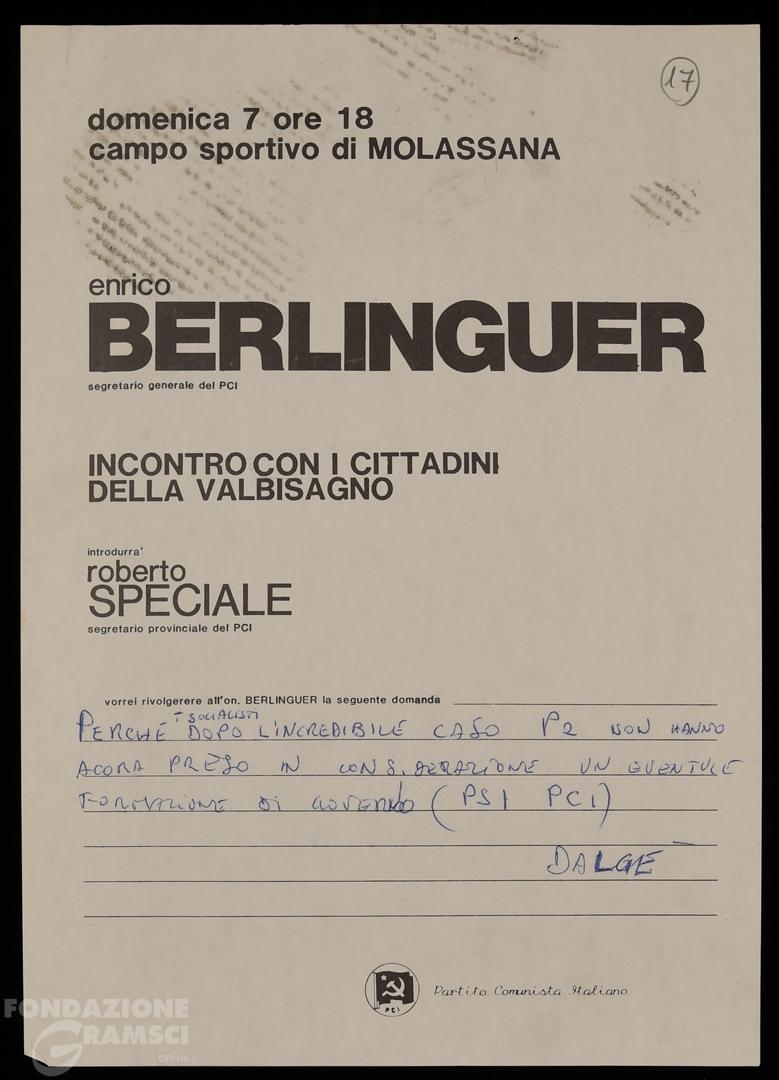 17
domenica 7 ore 18
campo sportivo di MOLASSANA
enrico
BERLINGUER
segretario generale del PCI
INCONTRO CON I CITTADINI
DELLA VALBISAGNO
introdurra'
roberto
SPECIALE
segretario provinciale del PCI
vorrei rivolgerere all'on. BERLINGUER la seguente domanda
I SOCIALISTI
PERCHÉ DOPO L'INCREDIBILE CASO P2 NON HANNO
ACORA PRESO IN CONSIDERAZIONE UN EVENTULE
FORMAZIONE DI GOVERNO (PSI PCI)
DALGE
PCI
Partito Comunista Italiano
FONDAZIONE
GRAMSCI
onlus